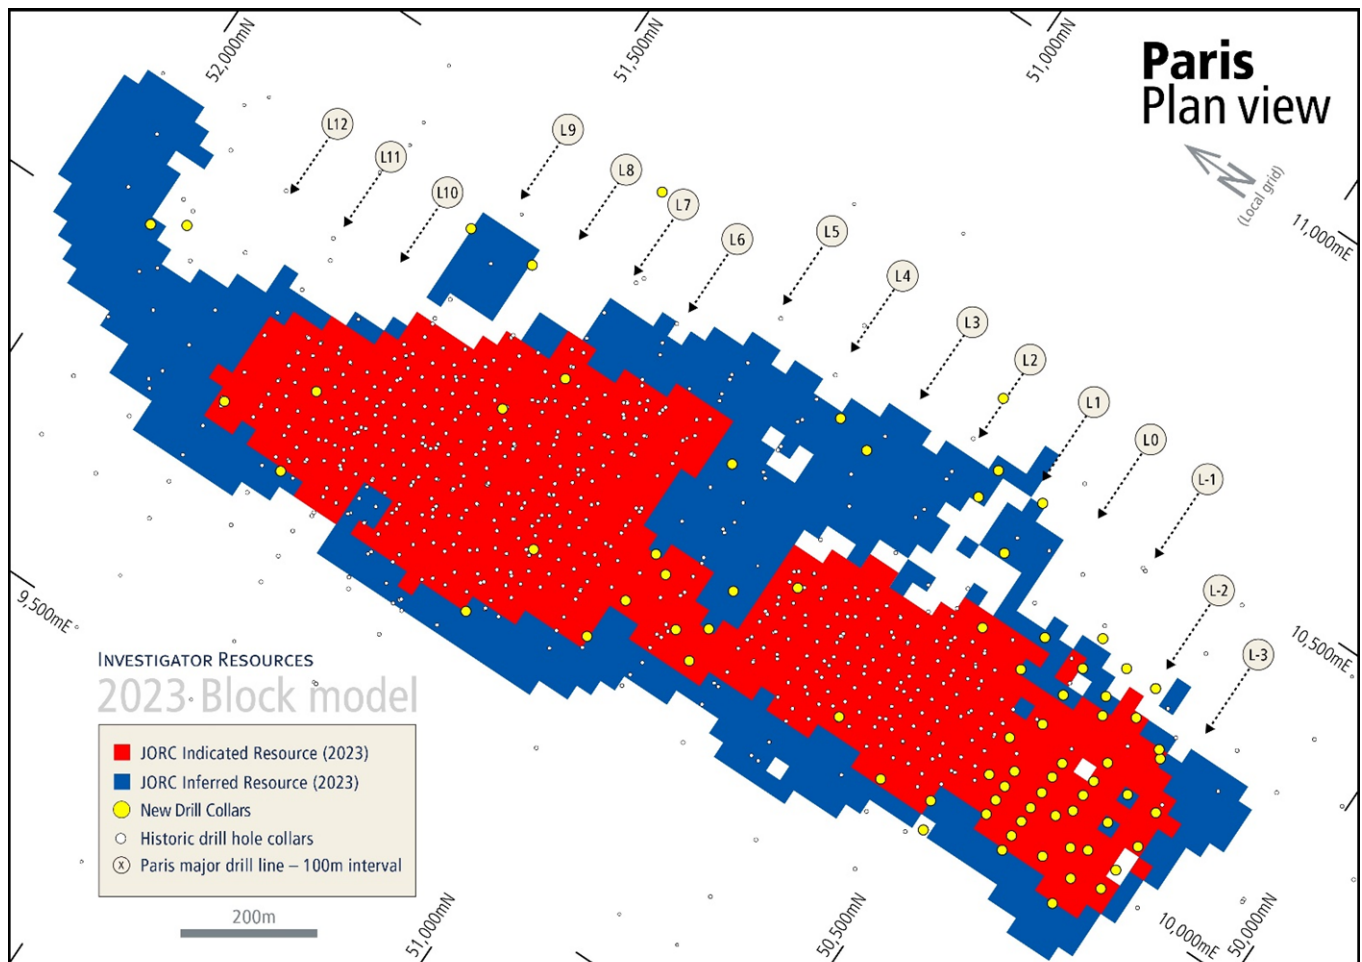 52,000mN
51,500mN
51,000mN
Paris
Plan view
N
(Local grid)
11,000mE
L12
L11
L10
L9
L8
L7
L6
L5
L4
L3
L2
L1
L0
L-1
L-2
L-3
9,500mE
10,500mE
INVESTIGATOR RESOURCES
2023 Block model
JORC Indicated Resource (2023)
JORC Inferred Resource (2023)
New Drill Collars
Historic drill hole collars
X
Paris major drill line – 100m interval
200m
51,000mN
50,500mN
10,000mE
50,000mN